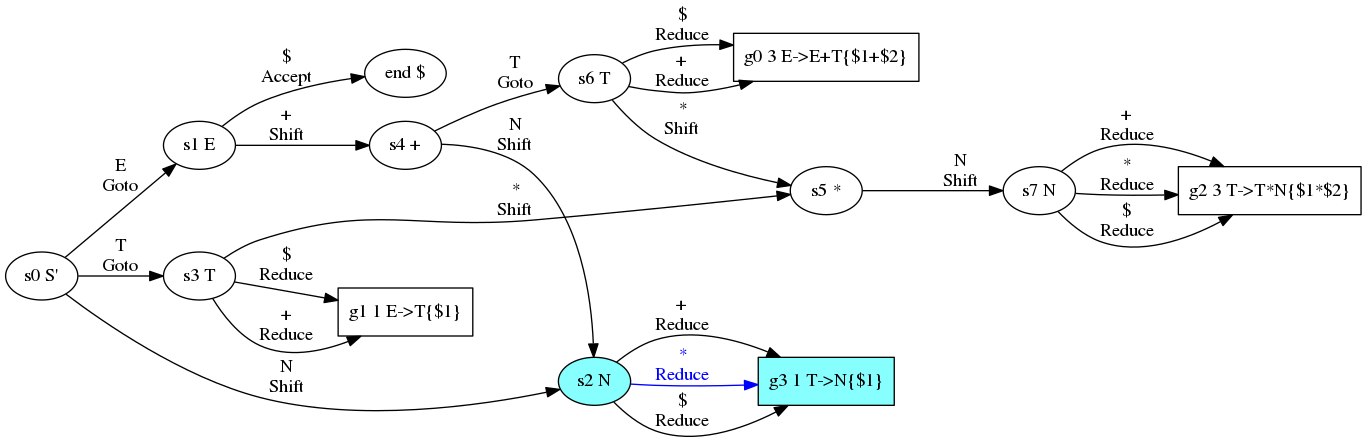 $
Reduce
g0 3 E->E+T{$1+$2}
+
Reduce
$
Accept
end $
T
Goto
s6 T
*
Shift
+
Shift
s1 E
s4 +
N
Shift
+
Reduce
*
Reduce
g2 3 T->T*N{$1*$2}
$
Reduce
E
Goto
*
Shift
s5 *
N
Shift
s7 N
s0 S'
T
Goto
s3 T
$
Reduce
g1 1 E->T{$1}
+
Reduce
N
Shift
+
Reduce
s2 N
*
Reduce
g3 1 T->N{$1}
$
Reduce